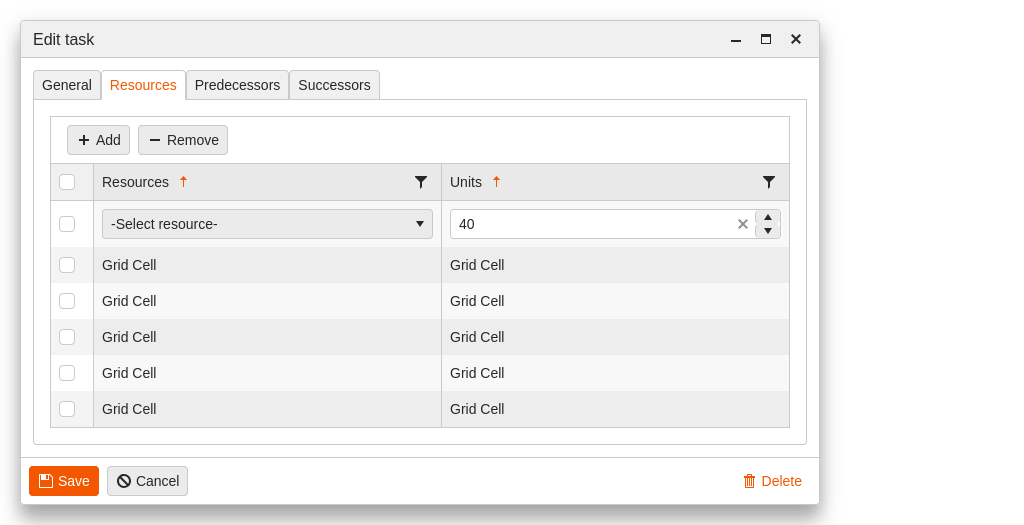 Edit task
General Resources Predecessors Successors
Add Remove
Resources Units
-Select resource- 40
Grid Cell Grid Cell
Grid Cell Grid Cell
Grid Cell Grid Cell
Grid Cell Grid Cell
Grid Cell Grid Cell
Save Cancel Delete